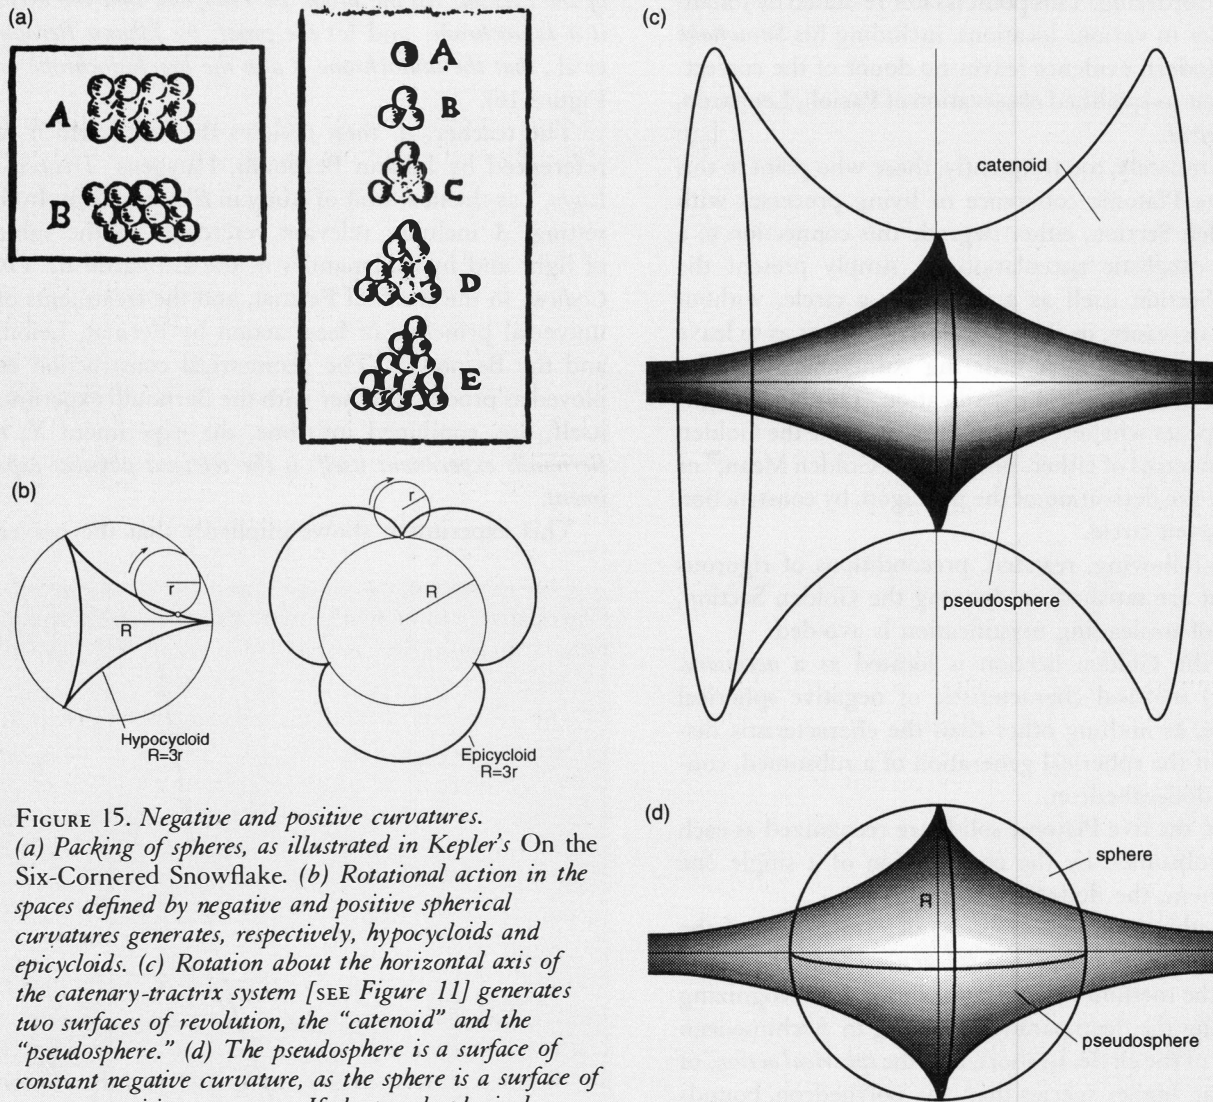 (a)
A
B
A
B
C
D
E
(b)
r
R
Hypocycloid
R=3r
r
R
Epicycloid
R=3r
(c)
catenoid
pseudosphere
(d)
sphere
R
pseudosphere
FIGURE 15. Negative and positive curvatures.
(a) Packing of spheres, as illustrated in Kepler's On the
Six-Cornered Snowflake. (b) Rotational action in the
spaces defined by negative and positive spherical
curvatures generates, respectively, hypocycloids and
epicycloids. (c) Rotation about the horizontal axis of
the catenary-tractrix system [SEE Figure 11] generates
two surfaces of revolution, the “catenoid” and the
“pseudosphere.” (d) The pseudosphere is a surface of
constant negative curvature, as the sphere is a surface of